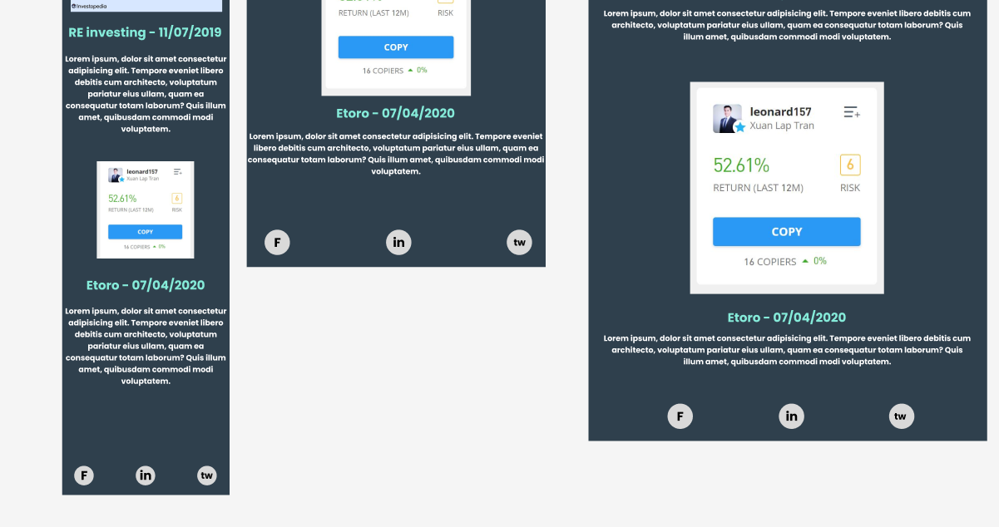 Investopedia
RE investing - 11/07/2019
Lorem ipsum, dolor sit amet consectetur
adipisicing elit. Tempore eveniet libero
debitis cum architecto, voluptatum
pariatur eius ullam, quam ea
consequatur totam laborum? Quis illum
amet, quibusdam commodi modi
voluptatem.
leonard157
Xuan Lap Tran
52.61%
6
RETURN (LAST 12M)
RISK
COPY
16 COPIERS ▲ 0%
Etoro - 07/04/2020
Lorem ipsum, dolor sit amet consectetur
adipisicing elit. Tempore eveniet libero
debitis cum architecto, voluptatum
pariatur eius ullam, quam ea
consequatur totam laborum? Quis illum
amet, quibusdam commodi modi
voluptatem.
F
in
tw
RETURN (LAST 12M)
RISK
COPY
16 COPIERS ▲ 0%
Etoro - 07/04/2020
Lorem ipsum, dolor sit amet consectetur adipisicing elit. Tempore eveniet
libero debitis cum architecto, voluptatum pariatur eius ullam, quam ea
consequatur totam laborum? Quis illum amet, quibusdam commodi modi
voluptatem.
F
in
tw
Lorem ipsum, dolor sit amet consectetur adipisicing elit. Tempore eveniet libero debitis cum
architecto, voluptatum pariatur eius ullam, quam ea consequatur totam laborum? Quis
illum amet, quibusdam commodi modi voluptatem.
leonard157
Xuan Lap Tran
52.61%
6
RETURN (LAST 12M)
RISK
COPY
16 COPIERS ▲ 0%
Etoro - 07/04/2020
Lorem ipsum, dolor sit amet consectetur adipisicing elit. Tempore eveniet libero debitis cum
architecto, voluptatum pariatur eius ullam, quam ea consequatur totam laborum? Quis
illum amet, quibusdam commodi modi voluptatem.
F
in
tw